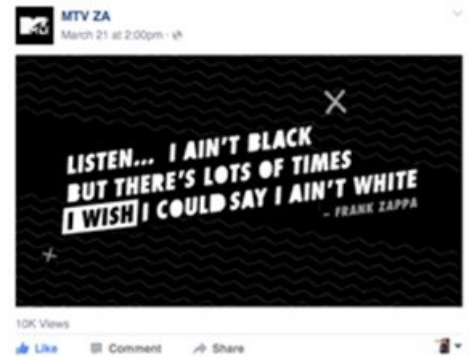 MTV ZA
March 21 at 2:00pm ·
LISTEN... I AIN'T BLACK
BUT THERE'S LOTS OF TIMES
I WISH I COULD SAY I AIN'T WHITE
- FRANK ZAPPA
10K Views
Like Comment Share